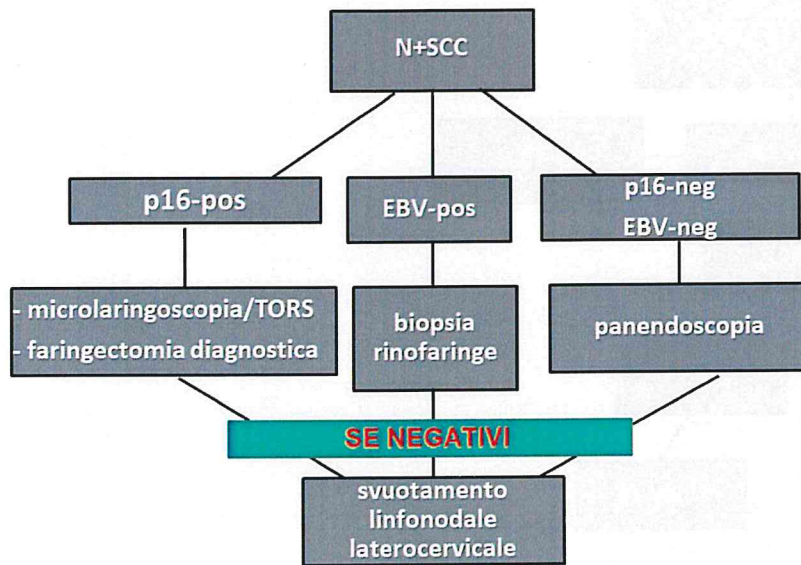 N+SCC
p16-pos
EBV-pos
p16-neg
EBV-neg
- microlaringoscopia/TORS
- faringectomia diagnostica
biopsia
rinofaringe
panendoscopia
SE NEGATIVI
svuotamento
linfonodale
laterocervicale